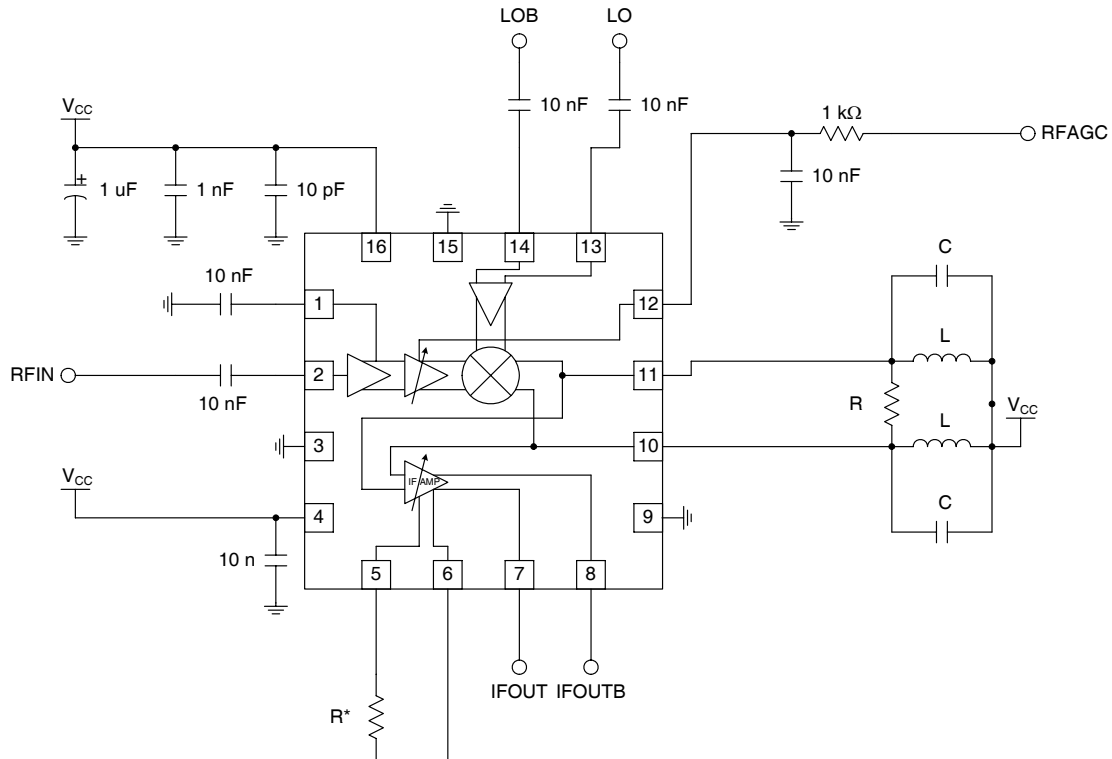 LOB LO
10 nF 10 nF
VCC
1 kΩ
RFAGC
+
1 uF 1 nF 10 pF
10 nF
16 15 14 13
C
10 nF
1 12
L
RFIN 2 11
10 nF
R VCC
L
3 10
IF AMP
VCC
4 9
C
10 n
5 6 7 8
IFOUT IFOUTB
R*